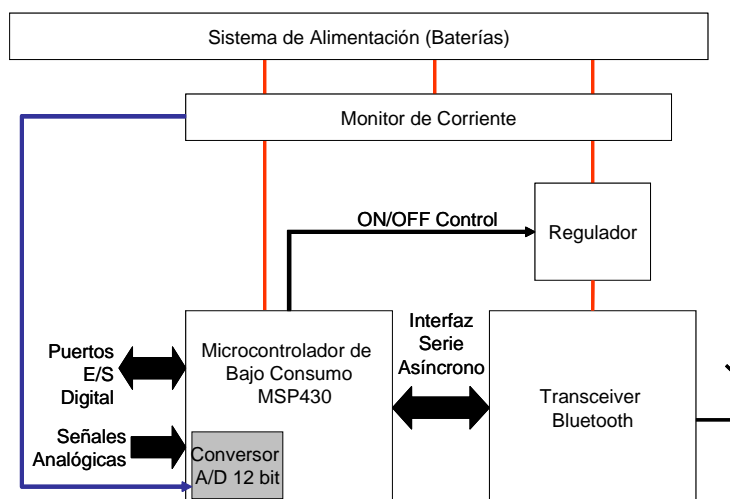 Sistema de Alimentación (Baterías)
Monitor de Corriente
ON/OFF Control
Regulador
Interfaz
Serie
Asíncrono
Puertos
E/S
Digital
Microcontrolador de
Bajo Consumo
MSP430
Transceiver
Bluetooth
Señales
Analógicas
Conversor
A/D 12 bit